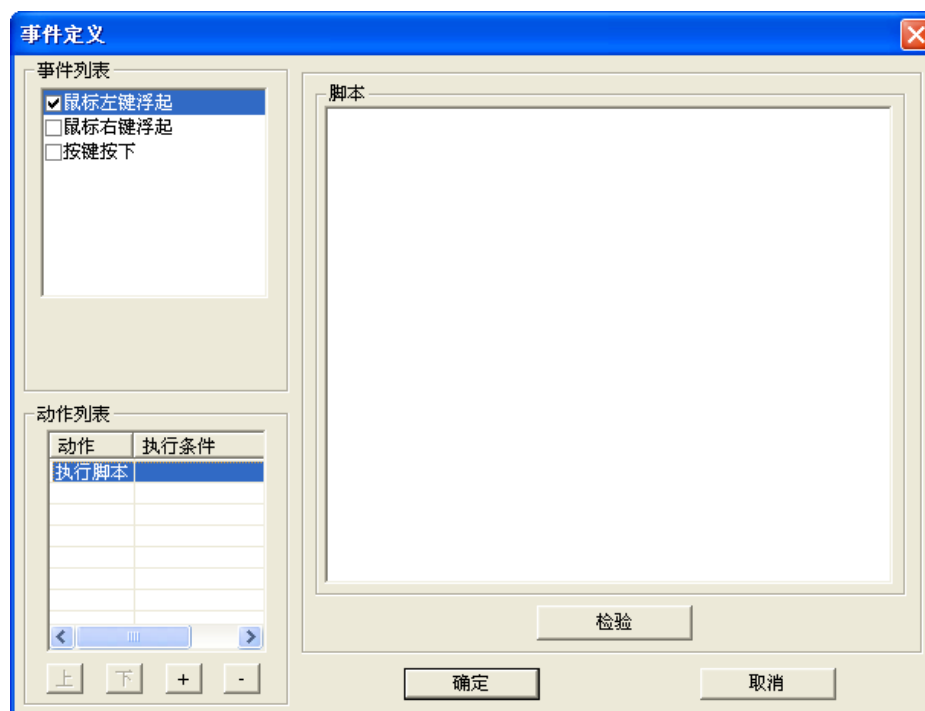 事件定义
事件列表
鼠标左键浮起
鼠标右键浮起
按键按下
脚本
动作列表
动作 执行条件
执行脚本
检验
上 下 + -
确定 取消